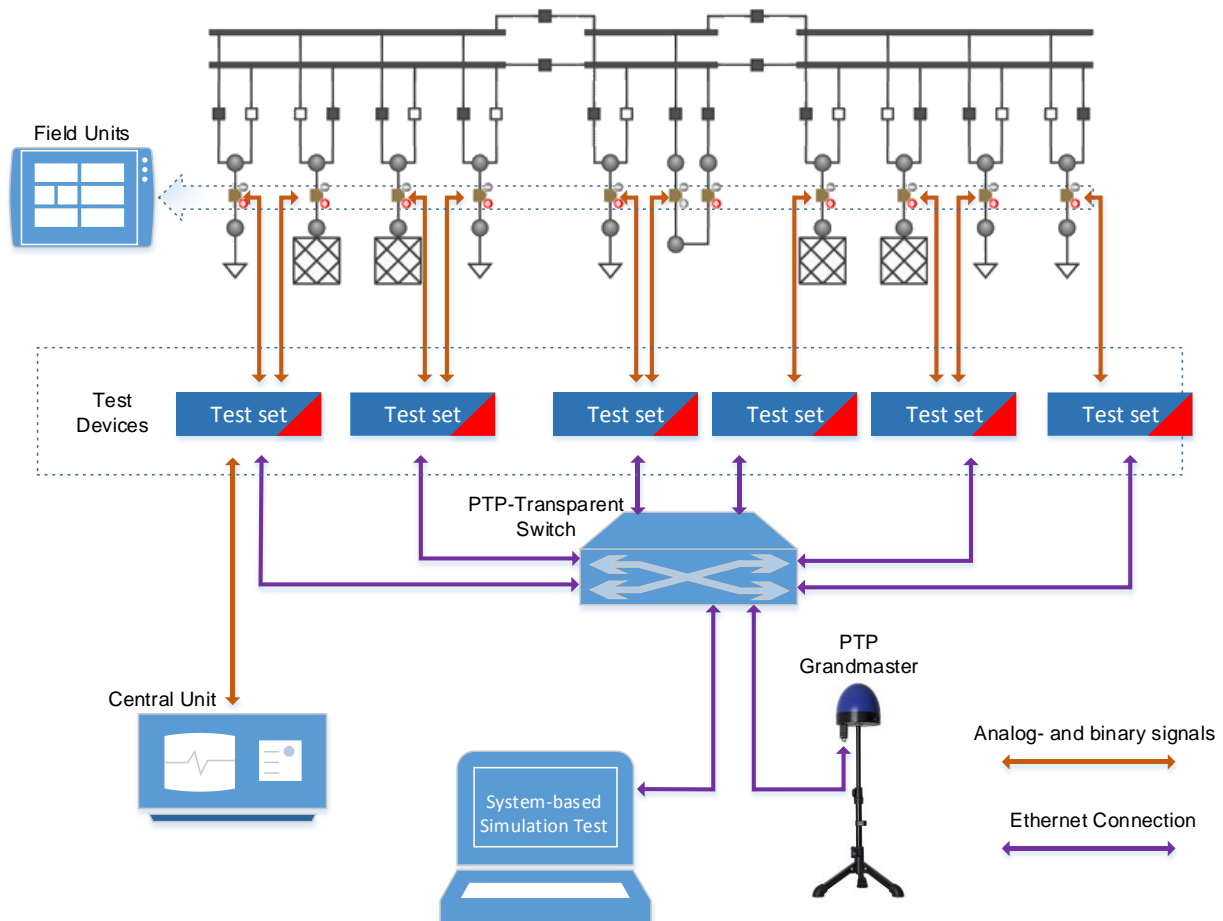 Field Units
Test
Devices
Test set
Test set
Test set
Test set
Test set
Test set
PTP-Transparent
Switch
PTP
Grandmaster
Central Unit
System-based
Simulation Test
Analog- and binary signals
Ethernet Connection